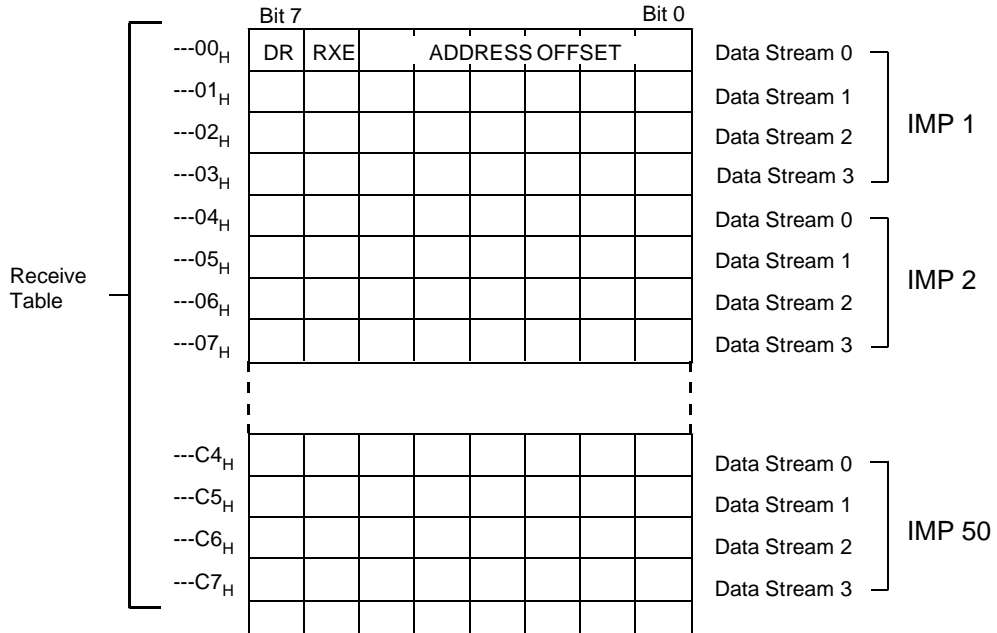 Bit 7 Bit 0
---00H DR RXE ADDRESS OFFSET Data Stream 0
---01H Data Stream 1
IMP 1
---02H Data Stream 2
---03H Data Stream 3
---04H Data Stream 0
---05H Data Stream 1
Receive
Table
IMP 2
---06H Data Stream 2
---07H Data Stream 3
---C4H Data Stream 0
---C5H Data Stream 1
IMP 50
---C6H Data Stream 2
---C7H Data Stream 3